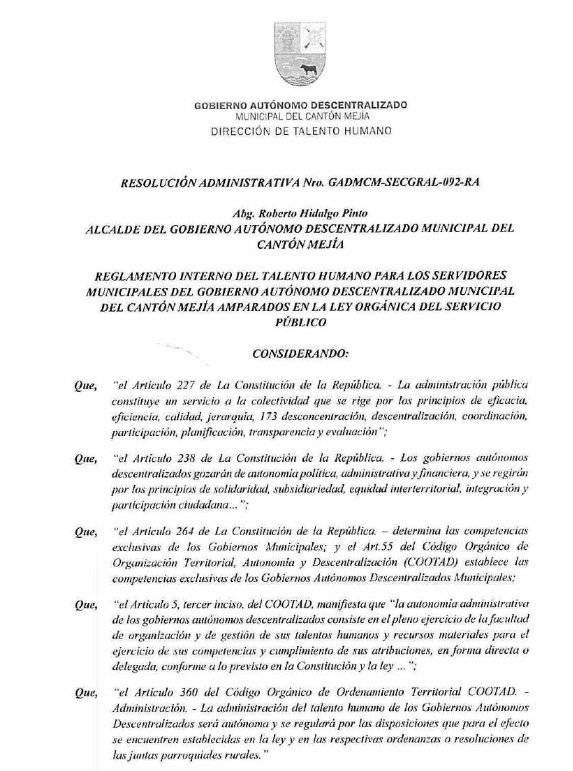 GOBIERNO AUTÓNOMO DESCENTRALIZADO
MUNICIPAL DEL CANTÓN MEJÍA
DIRECCIÓN DE TALENTO HUMANO
RESOLUCIÓN ADMINISTRATIVA Nro. GADMCM-SECGRAL-092-RA
Abg. Roberto Hidalgo Pinto
ALCALDE DEL GOBIERNO AUTÓNOMO DESCENTRALIZADO MUNICIPAL DEL
CANTÓN MEJÍA
REGLAMENTO INTERNO DEL TALENTO HUMANO PARA LOS SERVIDORES
MUNICIPALES DEL GOBIERNO AUTÓNOMO DESCENTRALIZADO MUNICIPAL
DEL CANTÓN MEJÍA AMPARADOS EN LA LEY ORGÁNICA DEL SERVICIO
PÚBLICO
CONSIDERANDO:
Que, "el Artículo 227 de La Constitución de la República. - La administración pública
constituye un servicio a la colectividad que se rige por los principios de eficacia,
eficiencia, calidad, jerarquía, 173 desconcentración, descentralización, coordinación,
participación, planificación, transparencia y evaluación";
Que, "el Artículo 238 de La Constitución de la República. - Los gobiernos autónomos
descentralizados gozarán de autonomía política, administrativa y financiera, y se regirán
por los principios de solidaridad, subsidiariedad, equidad interterritorial, integración y
participación ciudadana... ";
Que, "el Artículo 264 de La Constitución de la República. – determina las competencias
exclusivas de los Gobiernos Municipales; y el Art.55 del Código Orgánico de
Organización Territorial, Autonomía y Descentralización (COOTAD) establece las
competencias exclusivas de los Gobiernos Autónomos Descentralizados Municipales;
Que, "el Artículo 5, tercer inciso, del COOTAD, manifiesta que "la autonomía administrativa
de los gobiernos autónomos descentralizados consiste en el pleno ejercicio de la facultad
de organización y de gestión de sus talentos humanos y recursos materiales para el
ejercicio de sus competencias y cumplimiento de sus atribuciones, en forma directa o
delegada, conforme a lo previsto en la Constitución y la ley ... ";
Que, "el Artículo 360 del Código Orgánico de Ordenamiento Territorial COOTAD. -
Administración. - La administración del talento humano de los Gobiernos Autónomos
Descentralizados será autónoma y se regulará por las disposiciones que para el efecto
se encuentren establecidas en la ley y en las respectivas ordenanzas o resoluciones de
las juntas parroquiales rurales. "